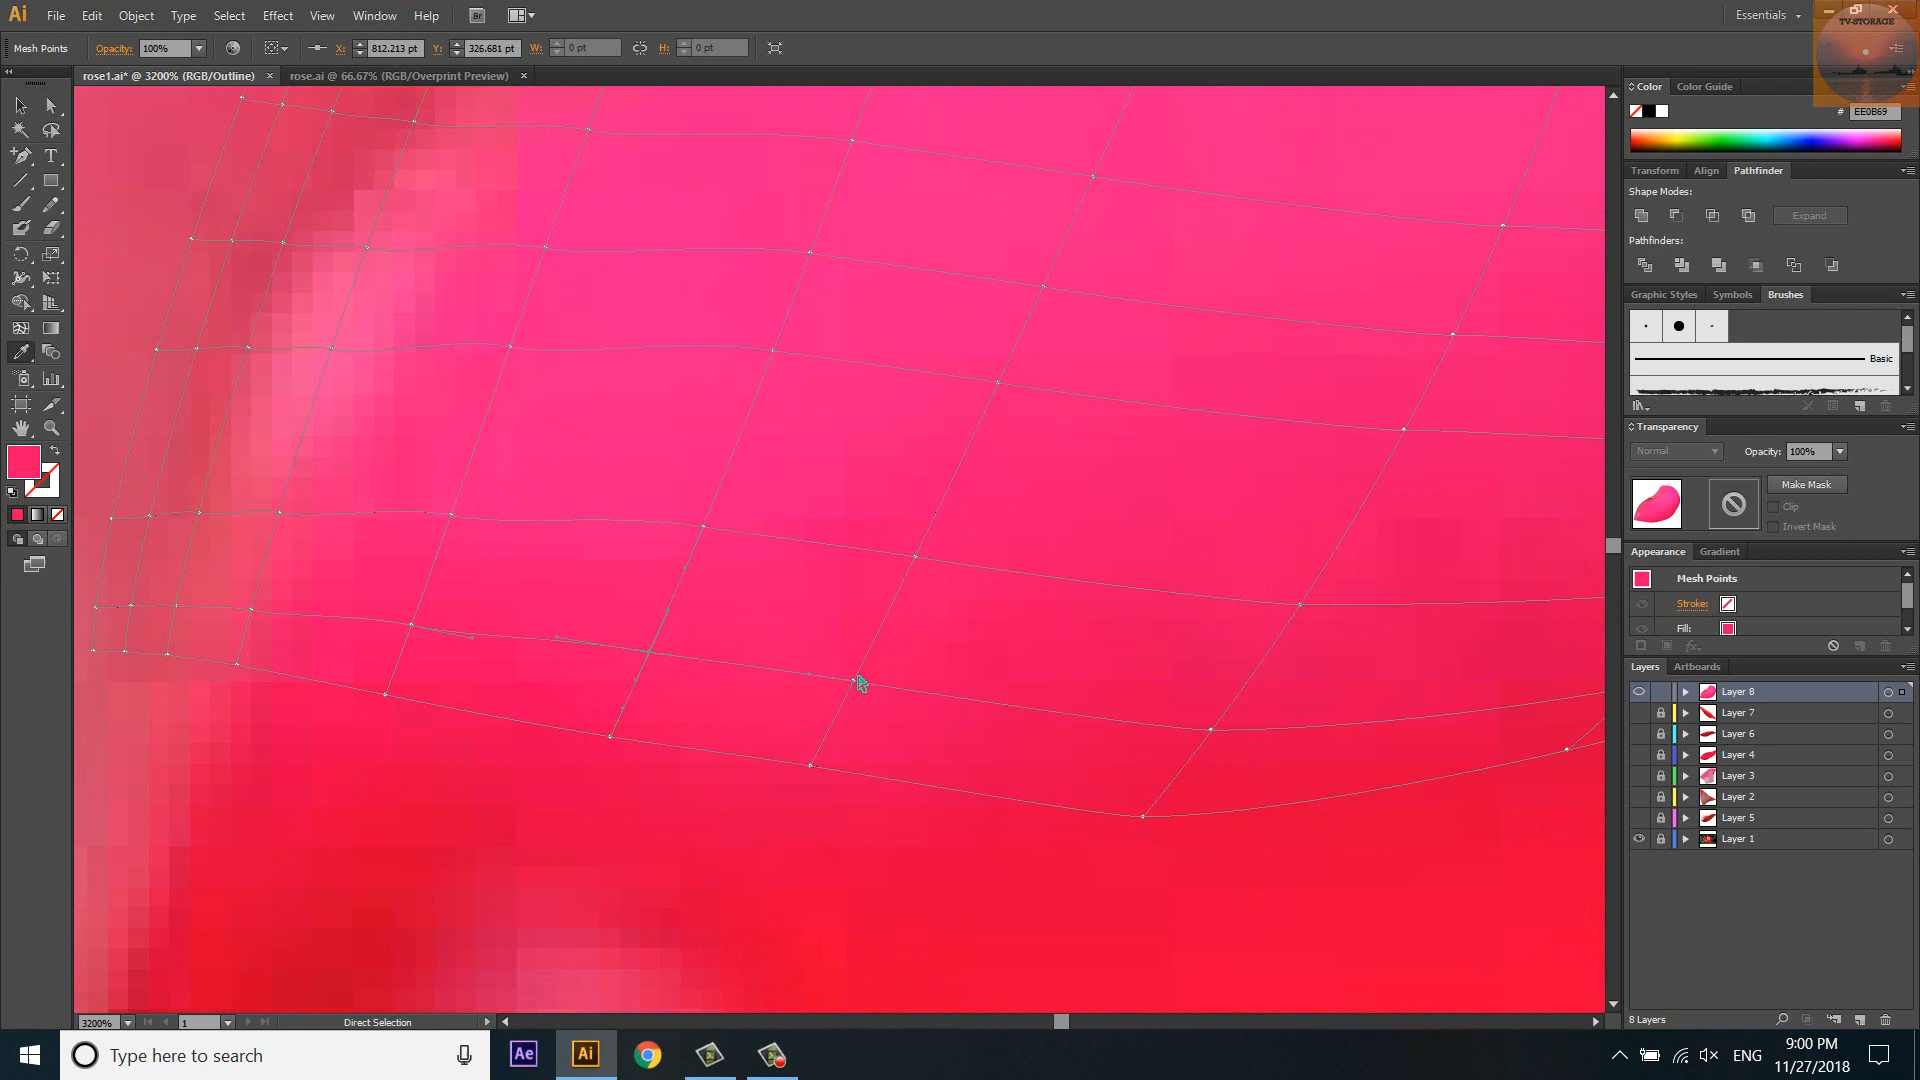 Ai File Edit Object Type Select Effect View Window Help Br Essentials
TV-STORAGE
Mesh Points Opacity: 100% X: 812.213 pt Y: 326.681 pt W: 0 pt H: 0 pt
rose1.ai* @ 3200% (RGB/Outline) × rose.ai @ 66.67% (RGB/Overprint Preview) ×
Color Color Guide
# EE0B69
Transform Align Pathfinder
Shape Modes:
Expand
Pathfinders:
Graphic Styles Symbols Brushes
Basic
Transparency
Normal Opacity: 100%
Make Mask
Clip
Invert Mask
Appearance Gradient
Mesh Points
Stroke:
Fill:
fx
Layers Artboards
Layer 8
Layer 7
Layer 6
Layer 4
Layer 3
Layer 2
Layer 5
Layer 1
8 Layers
3200% 1 Direct Selection
Type here to search
Ae Ai
ENG
9:00 PM
11/27/2018